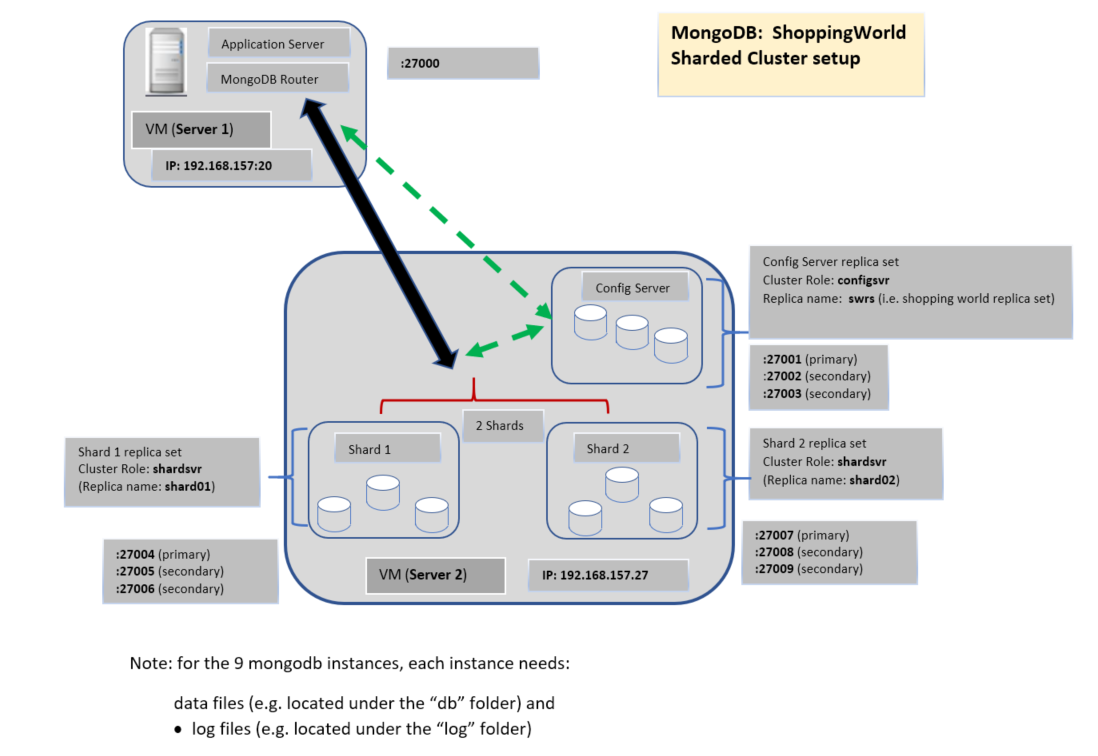 Application Server
MongoDB Router
VM (Server 1)
IP: 192.168.157:20
:27000
MongoDB:  ShoppingWorld
Sharded Cluster setup
Config Server
Config Server replica set
Cluster Role: configsvr
Replica name:  swrs (i.e. shopping world replica set)
:27001 (primary)
:27002 (secondary)
:27003 (secondary)
2 Shards
Shard 1
Shard 2
Shard 1 replica set
Cluster Role: shardsvr
(Replica name: shard01)
:27004 (primary)
:27005 (secondary)
:27006 (secondary)
Shard 2 replica set
Cluster Role: shardsvr
(Replica name: shard02)
:27007 (primary)
:27008 (secondary)
:27009 (secondary)
VM (Server 2)
IP: 192.168.157.27
Note: for the 9 mongodb instances, each instance needs:
data files (e.g. located under the “db” folder) and
• log files (e.g. located under the “log” folder)